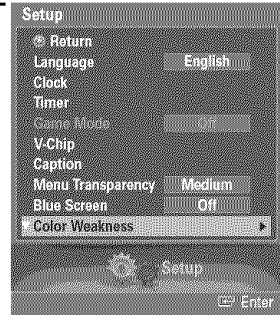 Setup
Return
Language English
Clock
Timer
Game Mode Off
V-Chip
Caption
Menu Transparency Medium
Blue Screen Off
Color Weakness
Setup
Enter